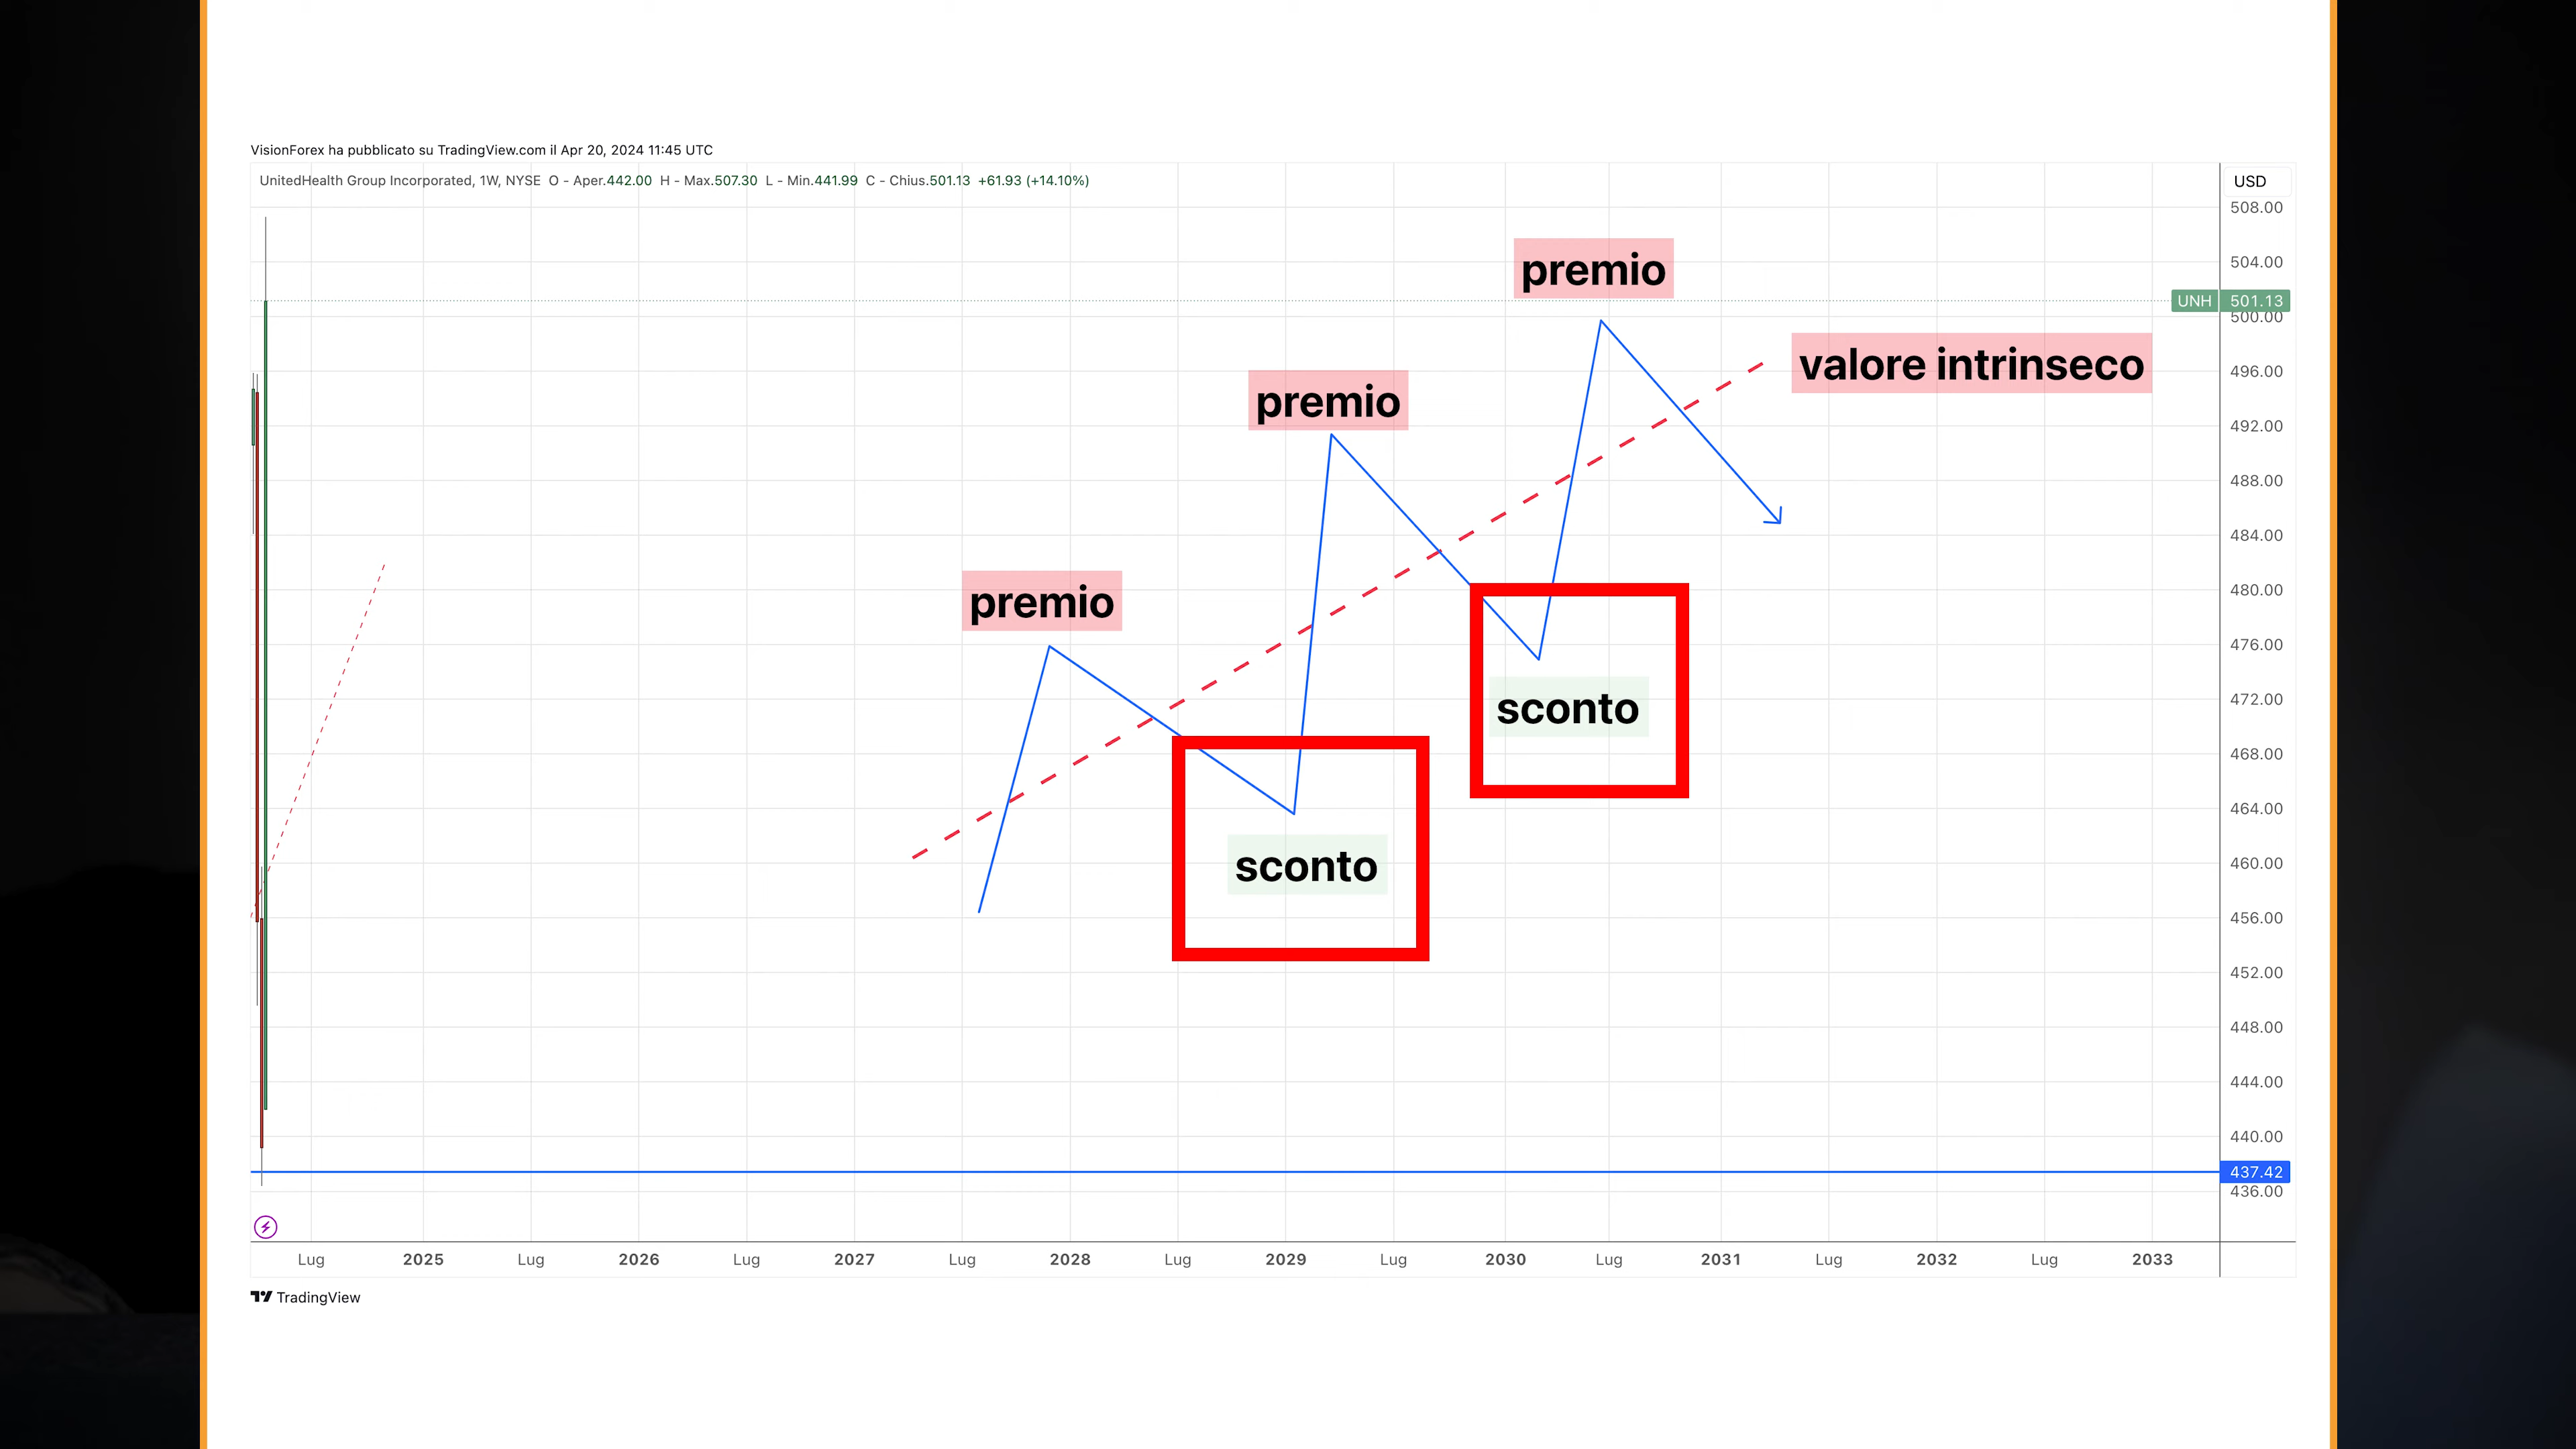 VisionForex ha pubblicato su TradingView.com il Apr 20, 2024 11:45 UTC
UnitedHealth Group Incorporated, 1W, NYSE O - Aper.442.00 H - Max.507.30 L - Min.441.99 C - Chius.501.13 +61.93 (+14.10%)
USD
508.00
504.00
UNH 501.13
500.00
496.00
492.00
488.00
484.00
480.00
476.00
472.00
468.00
464.00
460.00
456.00
452.00
448.00
444.00
440.00
437.42
436.00
premio
valore intrinseco
premio
premio
sconto
sconto
Lug 2025 Lug 2026 Lug 2027 Lug 2028 Lug 2029 Lug 2030 Lug 2031 Lug 2032 Lug 2033
TradingView